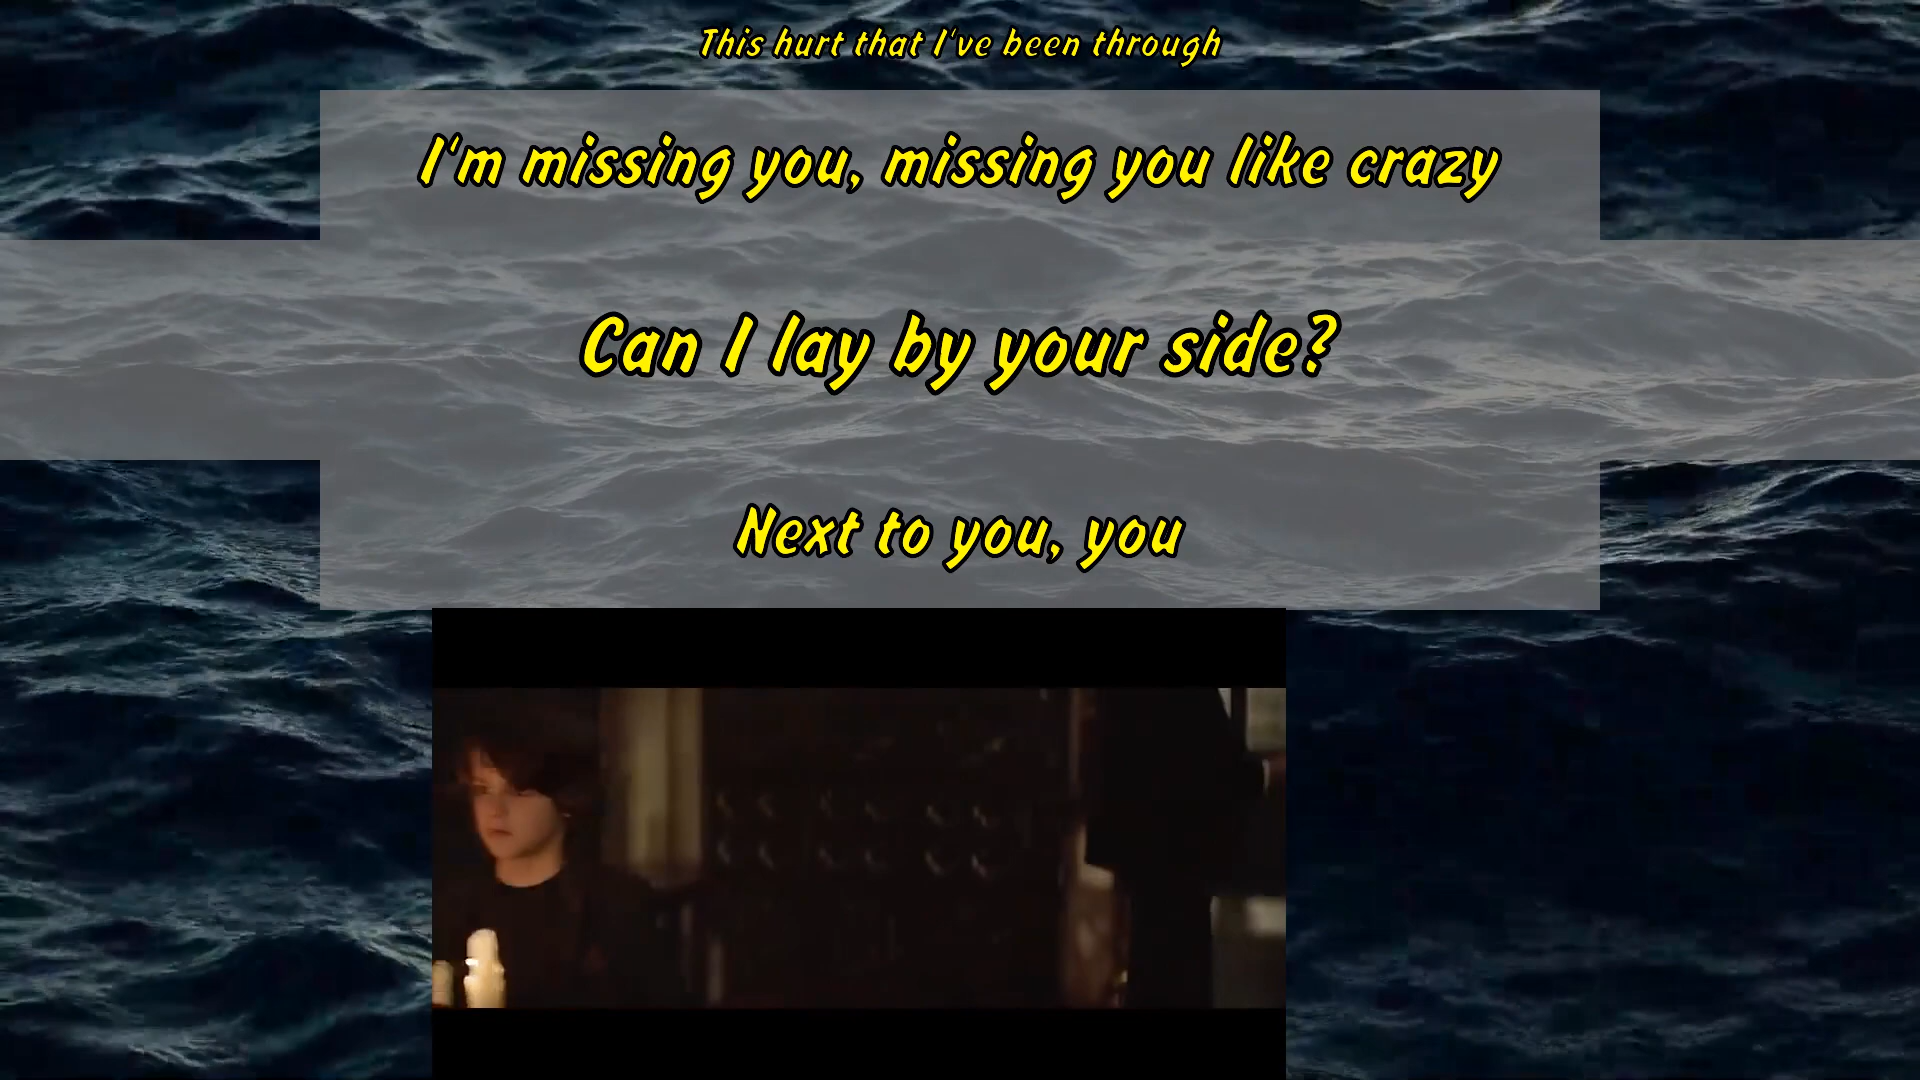 This hurt that I've been through
I'm missing you, missing you like crazy
Can I lay by your side?
Next to you, you